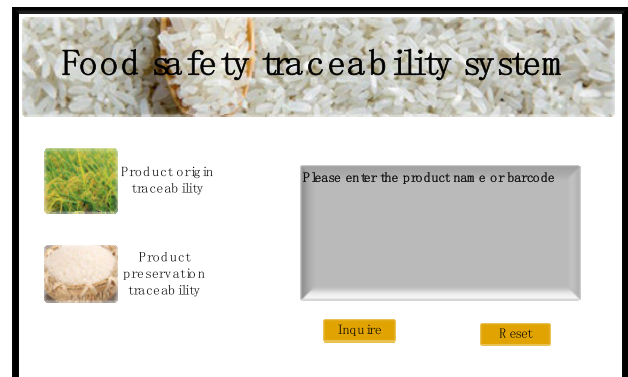 Food safety traceability system
Product origin
traceability
Please enter the product name or barcode
Product
preservation
traceability
Inquire
Reset